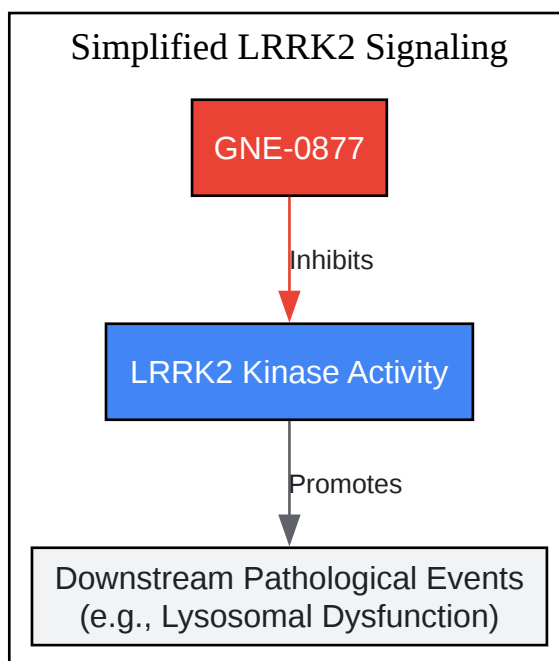 Simplified LRRK2 Signaling
GNE-0877
Inhibits
LRRK2 Kinase Activity
Promotes
Downstream Pathological Events
(e.g., Lysosomal Dysfunction)